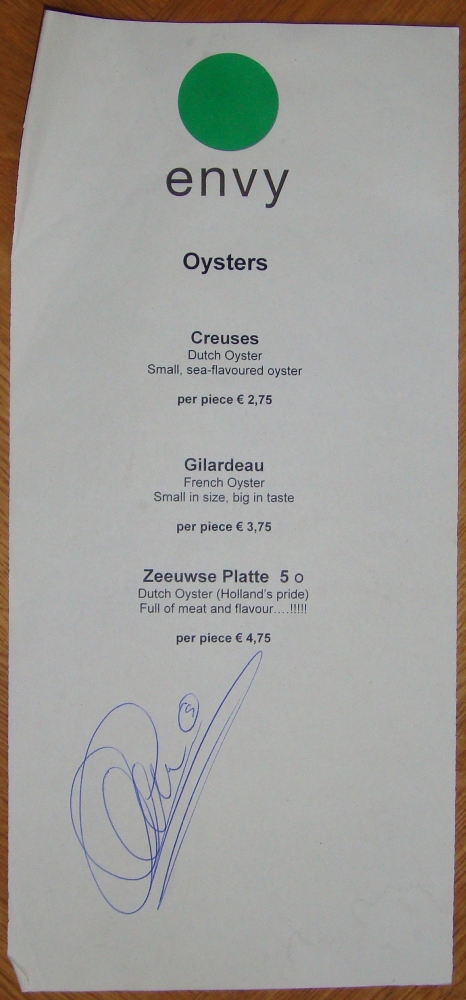 envy
Oysters
Creuses
Dutch Oyster
Small, sea-flavoured oyster
per piece € 2,75
Gilardeau
French Oyster
Small in size, big in taste
per piece € 3,75
Zeeuwse Platte 5 o
Dutch Oyster (Holland's pride)
Full of meat and flavour....!!!!!
per piece € 4,75